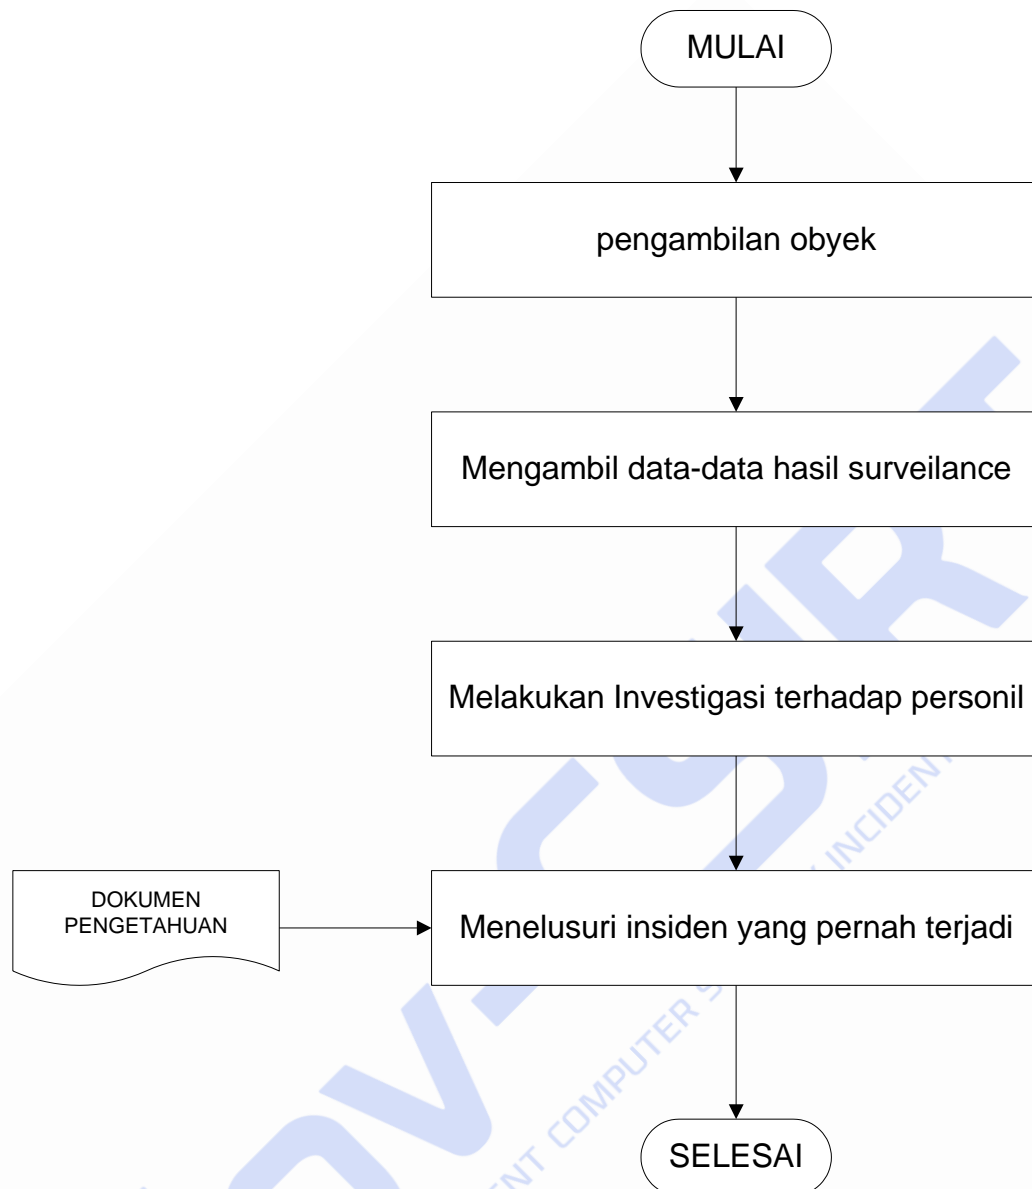 MULAI
pengambilan obyek
Mengambil data-data hasil surveilance
Melakukan Investigasi terhadap personil
DOKUMEN
PENGETAHUAN
Menelusuri insiden yang pernah terjadi
SELESAI